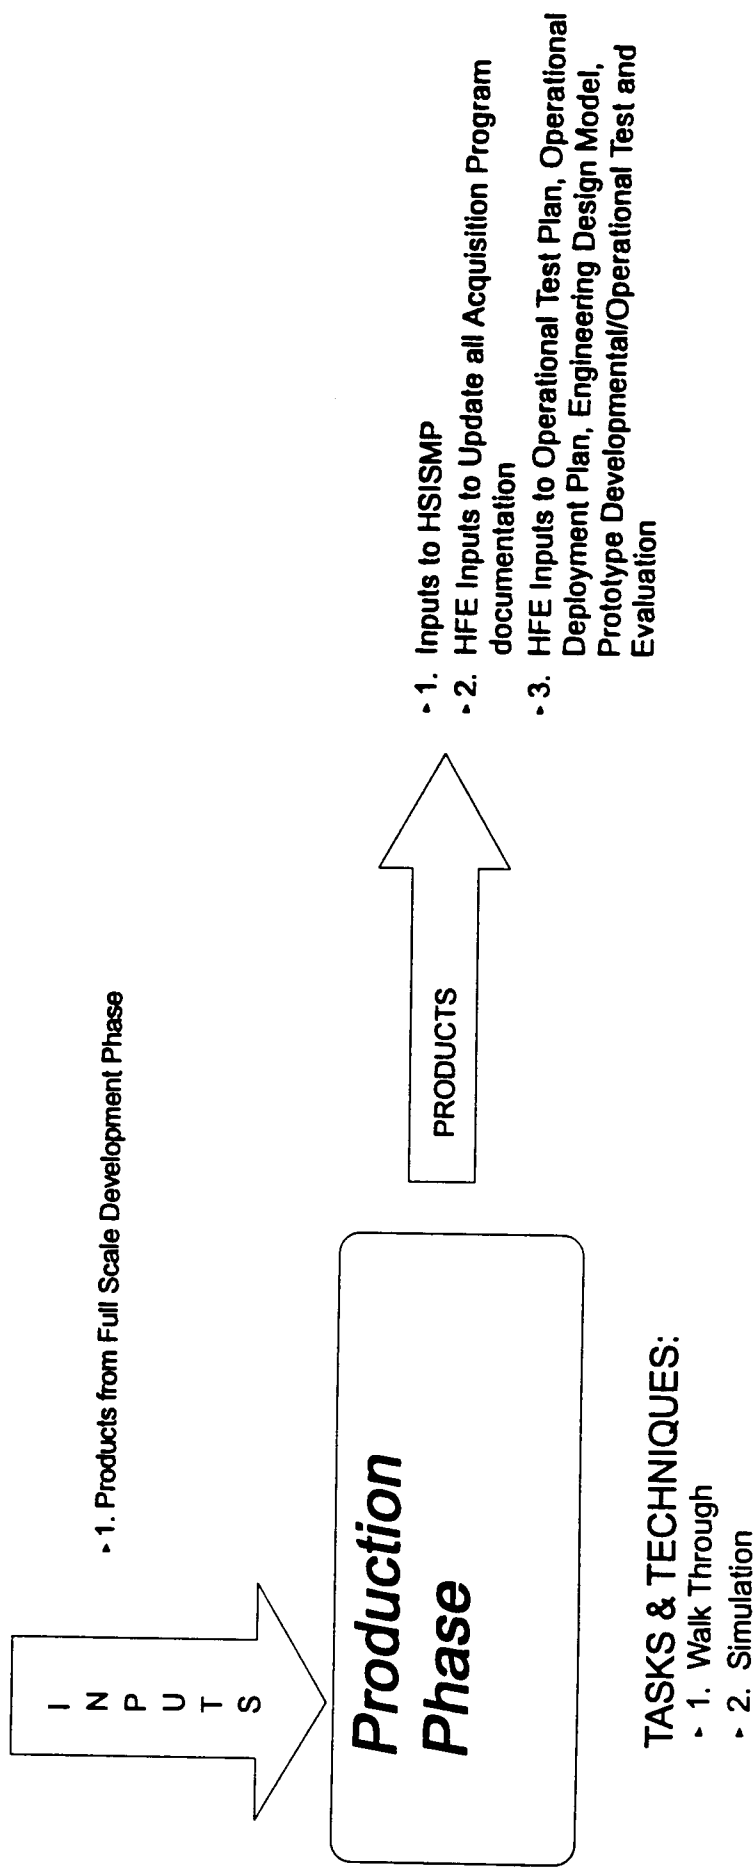 I
N
P
U
T
S
▸ 1. Products from Full Scale Development Phase
Production
Phase
PRODUCTS
▸ 1. Inputs to HSISMP
▸ 2. HFE Inputs to Update all Acquisition Program
documentation
▸ 3. HFE Inputs to Operational Test Plan, Operational
Deployment Plan, Engineering Design Model,
Prototype Developmental/Operational Test and
Evaluation
TASKS & TECHNIQUES:
▸ 1. Walk Through
▸ 2. Simulation